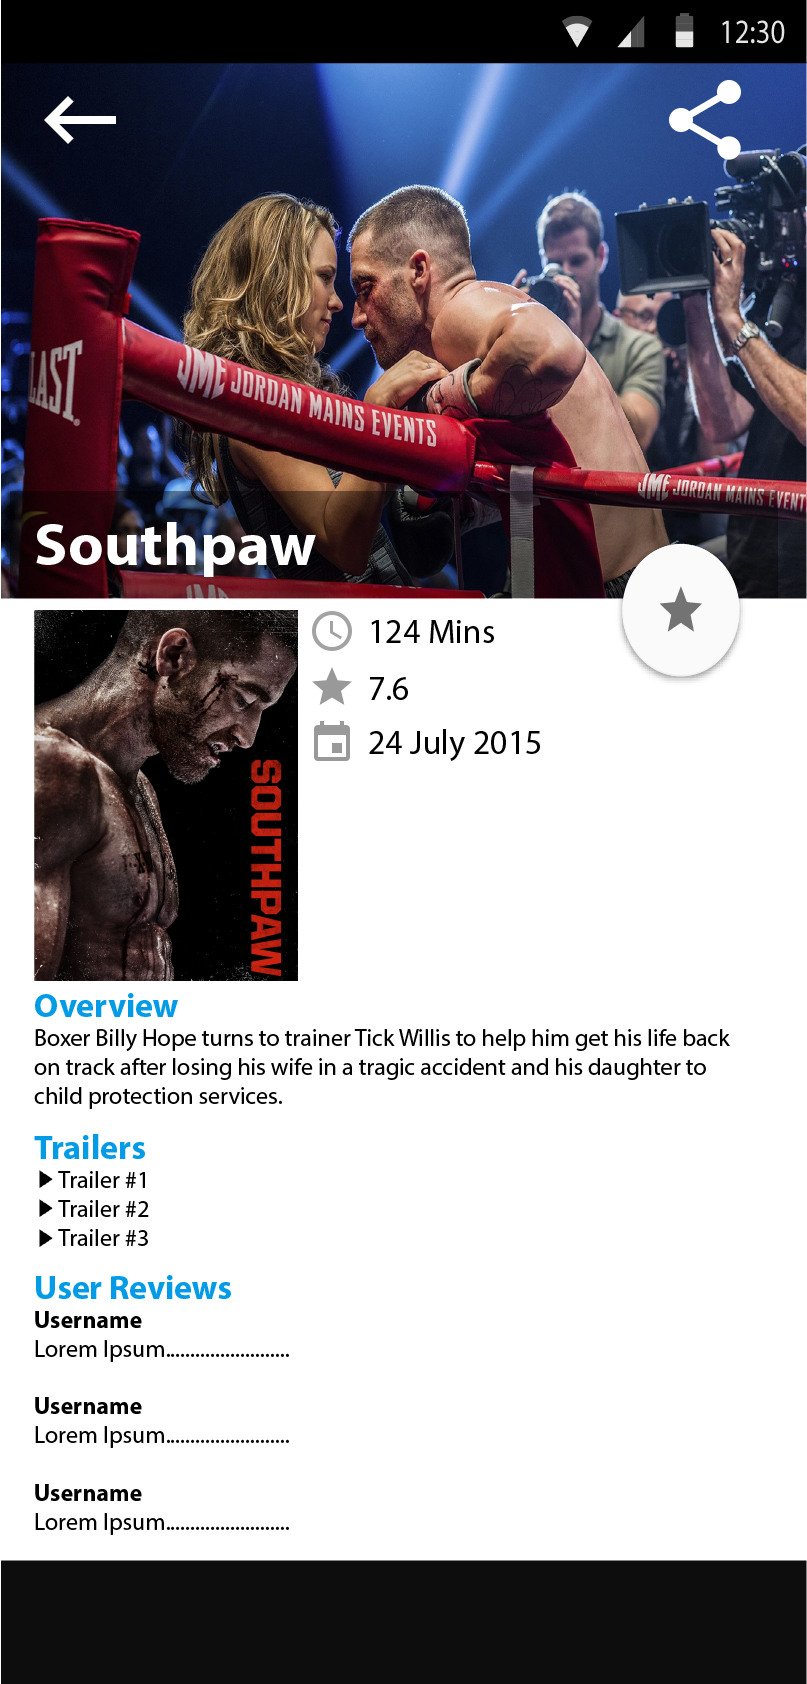 12:30
LAST
JME JORDAN MAINS EVENTS
JME JORDAN MAINS EVENTS
Southpaw
124 Mins
7.6
24 July 2015
SOUTHPAW
Overview
Boxer Billy Hope turns to trainer Tick Willis to help him get his life back
on track after losing his wife in a tragic accident and his daughter to
child protection services.
Trailers
Trailer #1
Trailer #2
Trailer #3
User Reviews
Username
Lorem Ipsum.........................
Username
Lorem Ipsum.........................
Username
Lorem Ipsum.........................